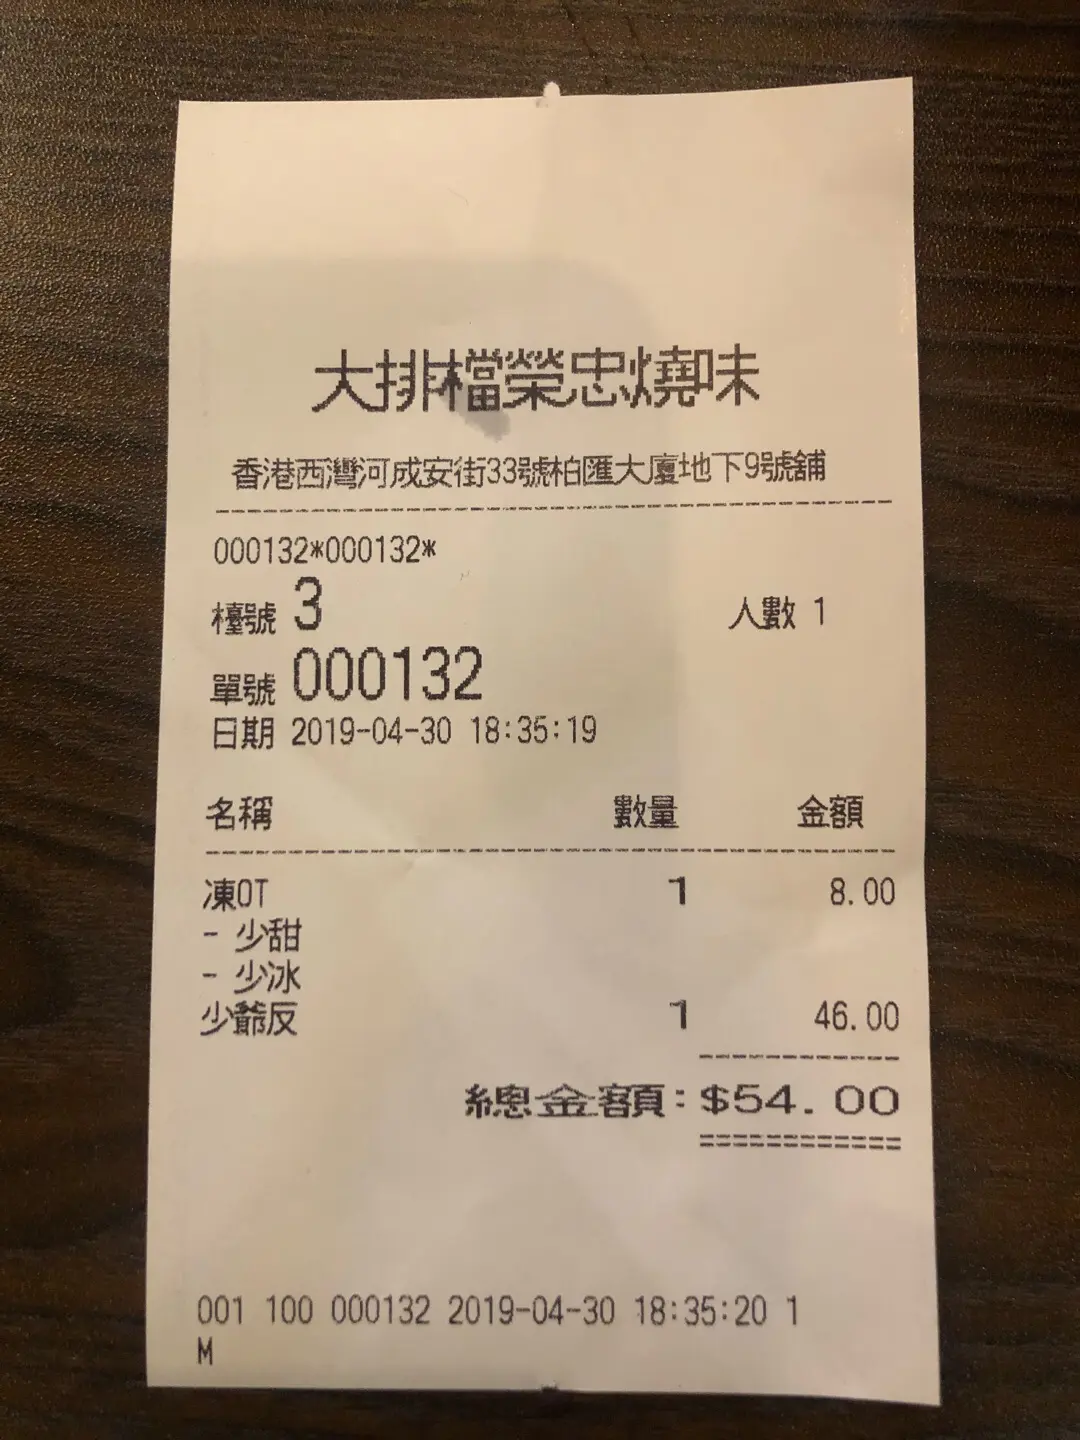 大排檔榮忠燒味
香港西灣河成安街33號柏匯大廈地下9號舖
000132*000132*
檯號 3 人數 1
單號 000132
日期 2019-04-30 18:35:19
名稱 數量 金額
凍OT 1 8.00
- 少甜
- 少冰
少爺反 1 46.00
總金額:$54.00
001 100 000132 2019-04-30 18:35:20 1
M